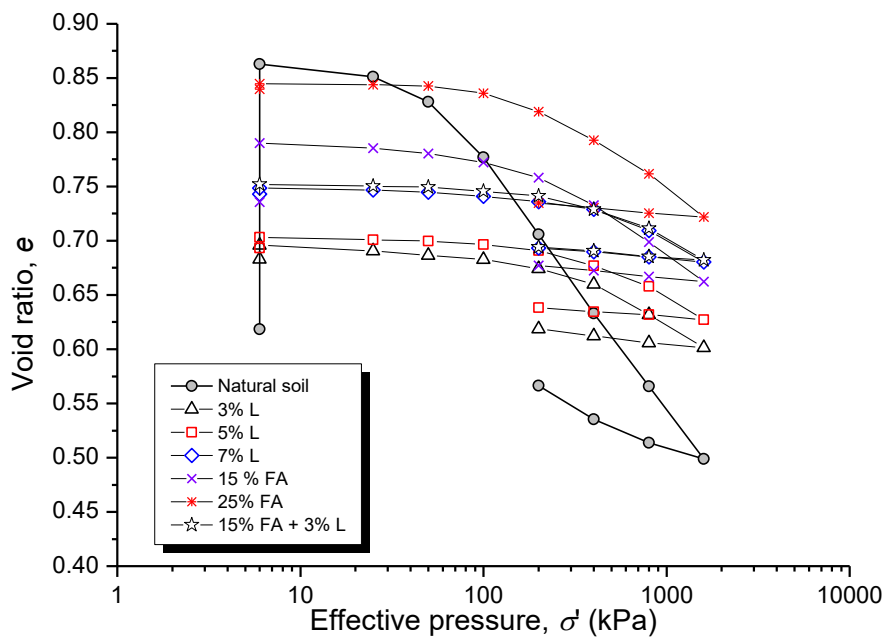 0.90
0.85
0.80
0.75
0.70
0.65
0.60
0.55
0.50
0.45
0.40
Void ratio, e
Natural soil
3% L
5% L
7% L
15 % FA
25% FA
15% FA + 3% L
1
10
100
1000
10000
Effective pressure, σ' (kPa)